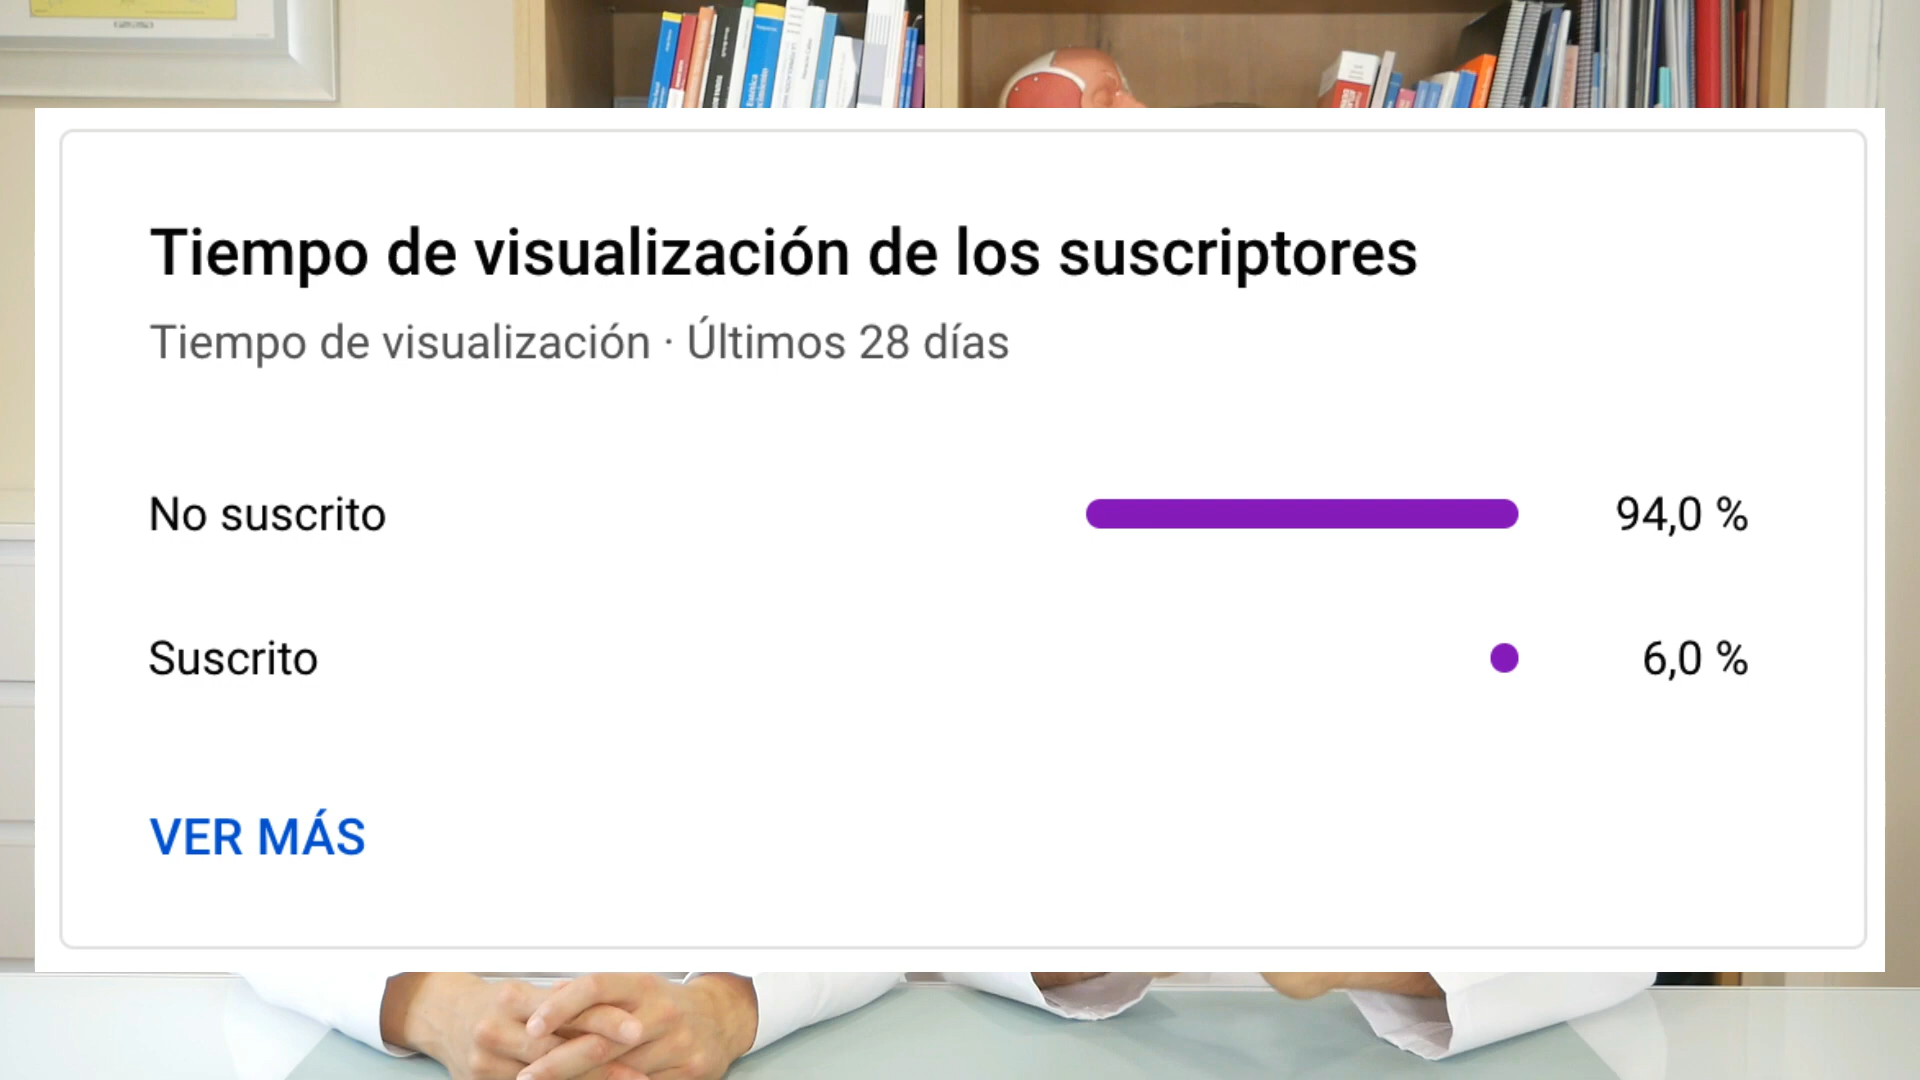 Tiempo de visualización de los suscriptores
Tiempo de visualización · Últimos 28 días
No suscrito 94,0 %
Suscrito 6,0 %
VER MÁS